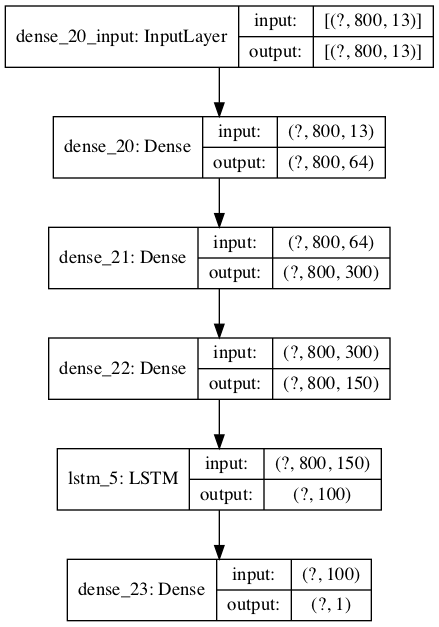 dense_20_input: InputLayer
input: [(?, 800, 13)]
output: [(?, 800, 13)]
dense_20: Dense
input: (?, 800, 13)
output: (?, 800, 64)
dense_21: Dense
input: (?, 800, 64)
output: (?, 800, 300)
dense_22: Dense
input: (?, 800, 300)
output: (?, 800, 150)
lstm_5: LSTM
input: (?, 800, 150)
output: (?, 100)
dense_23: Dense
input: (?, 100)
output: (?, 1)